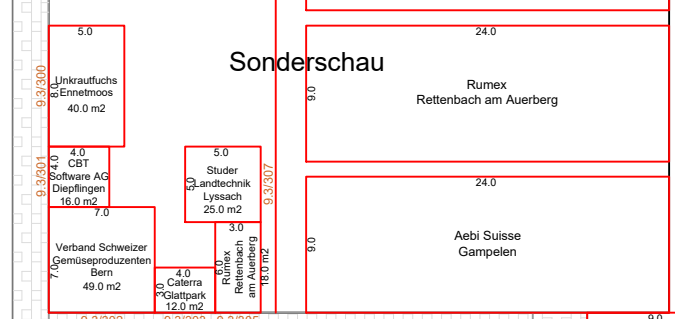 5.0
24.0
Sonderschau
9.3/300
8.0
Unkrautfuchs
Ennetmoos
40.0 m2
9.0
Rumex
Rettenbach am Auerberg
9.3/301
4.0
4.0
CBT
Software AG
Diepflingen
16.0 m2
5.0
5.0
Studer
Landtechnik
Lyssach
25.0 m2
9.3/307
24.0
7.0
7.0
Verband Schweizer
Gemüseproduzenten
Bern
49.0 m2
3.0
6.0
Rumex
Rettenbach
am Auerberg
18.0 m2
9.0
Aebi Suisse
Gampelen
4.0
3.0
Caterra
Glattpark
12.0 m2
9.0